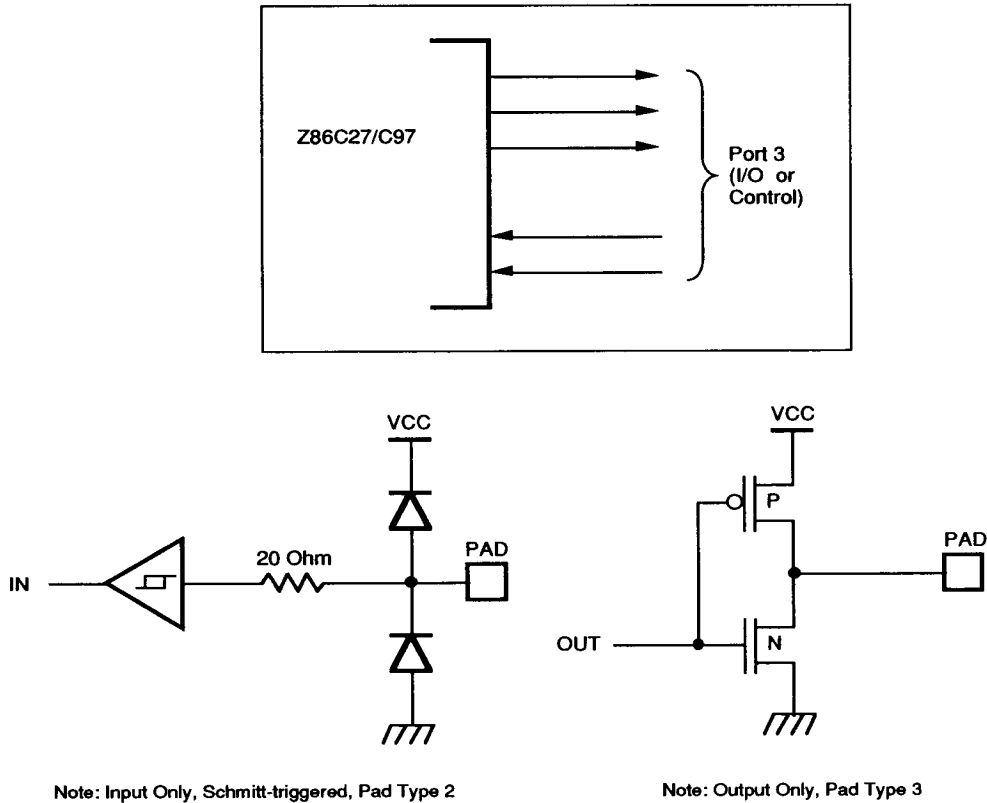 Z86C27/C97
Port 3
(I/O or
Control)
VCC
IN
20 Ohm
PAD
VCC
P
PAD
OUT
N
Note: Input Only, Schmitt-triggered, Pad Type 2
Note: Output Only, Pad Type 3